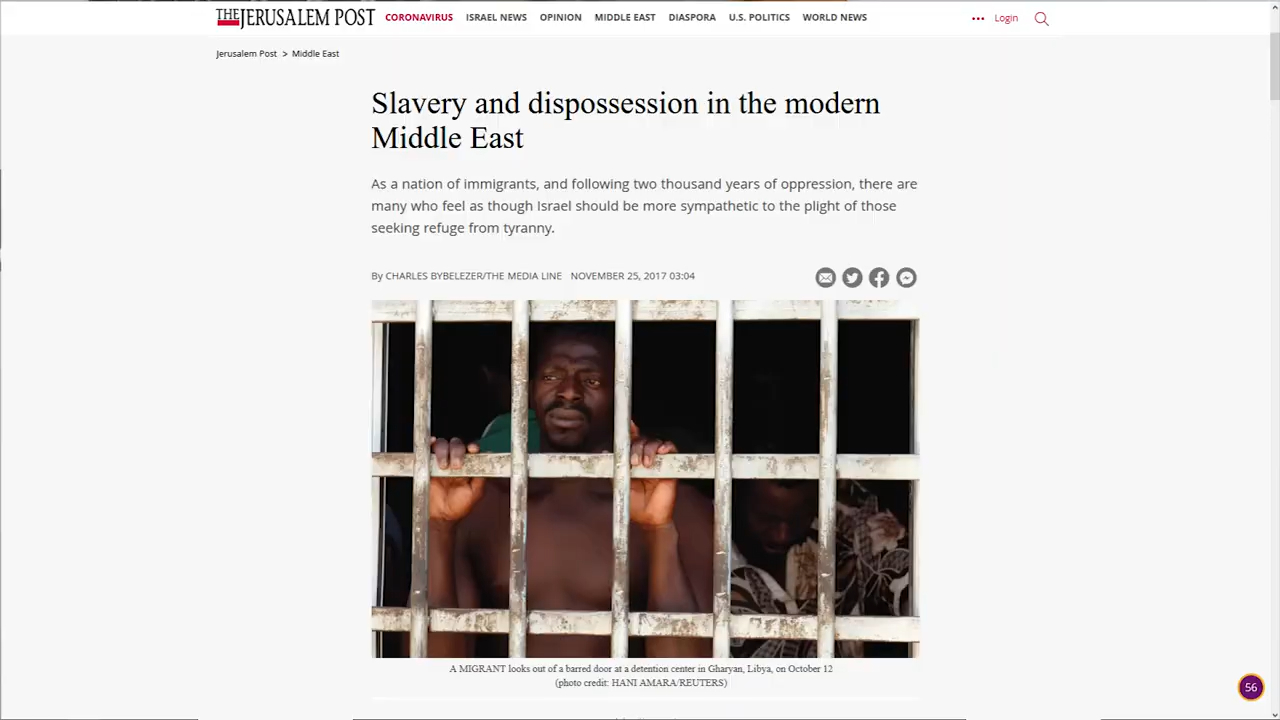 THE JERUSALEM POST CORONAVIRUS ISRAEL NEWS OPINION MIDDLE EAST DIASPORA U.S. POLITICS WORLD NEWS ••• Login
Jerusalem Post > Middle East
Slavery and dispossession in the modern
Middle East
As a nation of immigrants, and following two thousand years of oppression, there are
many who feel as though Israel should be more sympathetic to the plight of those
seeking refuge from tyranny.
By CHARLES BYBELEZER/THE MEDIA LINE NOVEMBER 25, 2017 03:04
A MIGRANT looks out of a barred door at a detention center in Gharyan, Libya, on October 12
(photo credit: HANI AMARA/REUTERS)
56